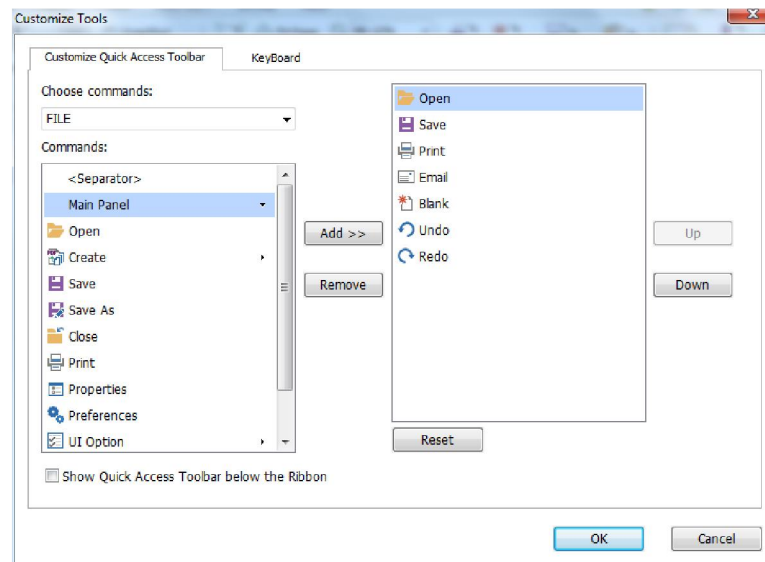 Customize Tools
Customize Quick Access Toolbar
KeyBoard
Choose commands:
FILE
Commands:
<Separator>
Main Panel
Open
Create
Save
Save As
Close
Print
Properties
Preferences
UI Option
Show Quick Access Toolbar below the Ribbon
Add >>
Remove
Open
Save
Print
Email
Blank
Undo
Redo
Reset
Up
Down
OK
Cancel